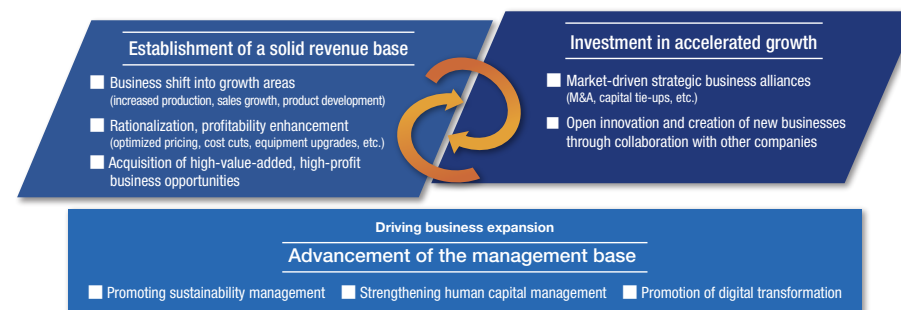 Establishment of a solid revenue base
Business shift into growth areas
(increased production, sales growth, product development)
Rationalization, profitability enhancement
(optimized pricing, cost cuts, equipment upgrades, etc.)
Acquisition of high-value-added, high-profit
business opportunities
Investment in accelerated growth
Market-driven strategic business alliances
(M&A, capital tie-ups, etc.)
Open innovation and creation of new businesses
through collaboration with other companies
Driving business expansion
Advancement of the management base
Promoting sustainability management
Strengthening human capital management
Promotion of digital transformation